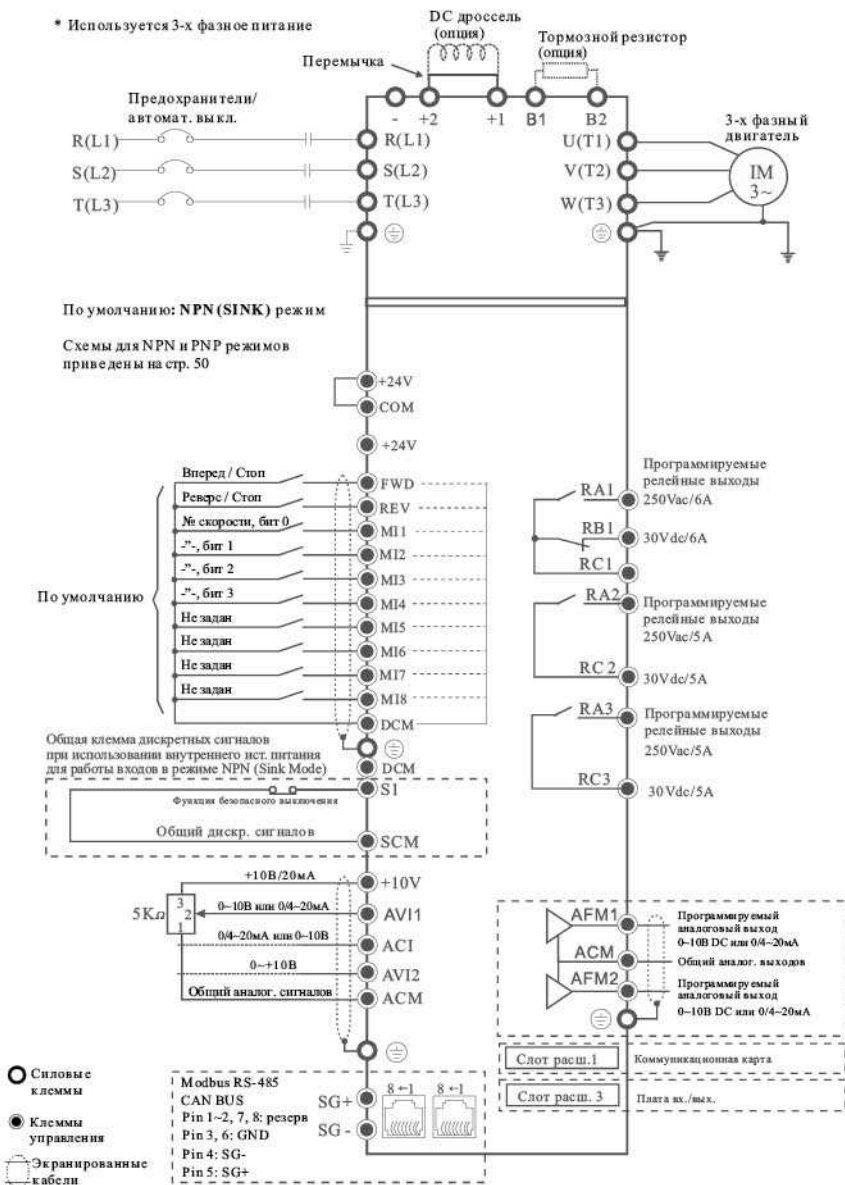 * Используется 3-х фазное питание
DC дроссель
(опция)
Перемычка
Тормозной резистор
(опция)
Предохранители/
автомат. выкл.
- +2 +1 B1 B2
3-х фазный
двигатель
R(L1) R(L1) U(T1)
S(L2) S(L2) V(T2)
T(L3) T(L3) W(T3)
IM
3~
По умолчанию: NPN (SINK) режим
Схемы для NPN и PNP режимов
приведены на стр. 50
+24V
COM
+24V
По умолчанию
Вперед / Стоп FWD
Реверс / Стоп REV
№ скорости, бит 0 MI1
-”-, бит 1 MI2
-”-, бит 2 MI3
-”-, бит 3 MI4
Не задан MI5
Не задан MI6
Не задан MI7
Не задан MI8
DCM
Общая клемма дискретных сигналов
при использовании внутреннего ист. питания
для работы входов в режиме NPN (Sink Mode)
DCM
S1
Функция безопасного выключения
Общий дискр. сигналов
SCM
RA1
Программируемые
релейные выходы
250Vac/6A
RB1
30Vdc/6A
RC1
RA2
Программируемые
релейные выходы
250Vac/5A
RC2
30Vdc/5A
RA3
Программируемые
релейные выходы
250Vac/5A
RC3
30Vdc/5A
+10В/20мА +10V
5KΩ
3
2
1
0~10В или 0/4~20мА AVI1
0/4~20мА или 0~10В ACI
0~+10В AVI2
Общий аналог. сигналов ACM
AFM1
Программируемый
аналоговый выход
0~10В DC или 0/4~20мА
ACM
Общий аналог. выходов
AFM2
Программируемый
аналоговый выход
0~10В DC или 0/4~20мА
Слот расш.1 Коммуникационная карта
Слот расш. 3 Плата вх./вых.
Силовые
клеммы
Клеммы
управления
Экранированные
кабели
Modbus RS-485
CAN BUS
Pin 1~2, 7, 8: резерв
Pin 3, 6: GND
Pin 4: SG-
Pin 5: SG+
SG+
SG-
8←1 8←1